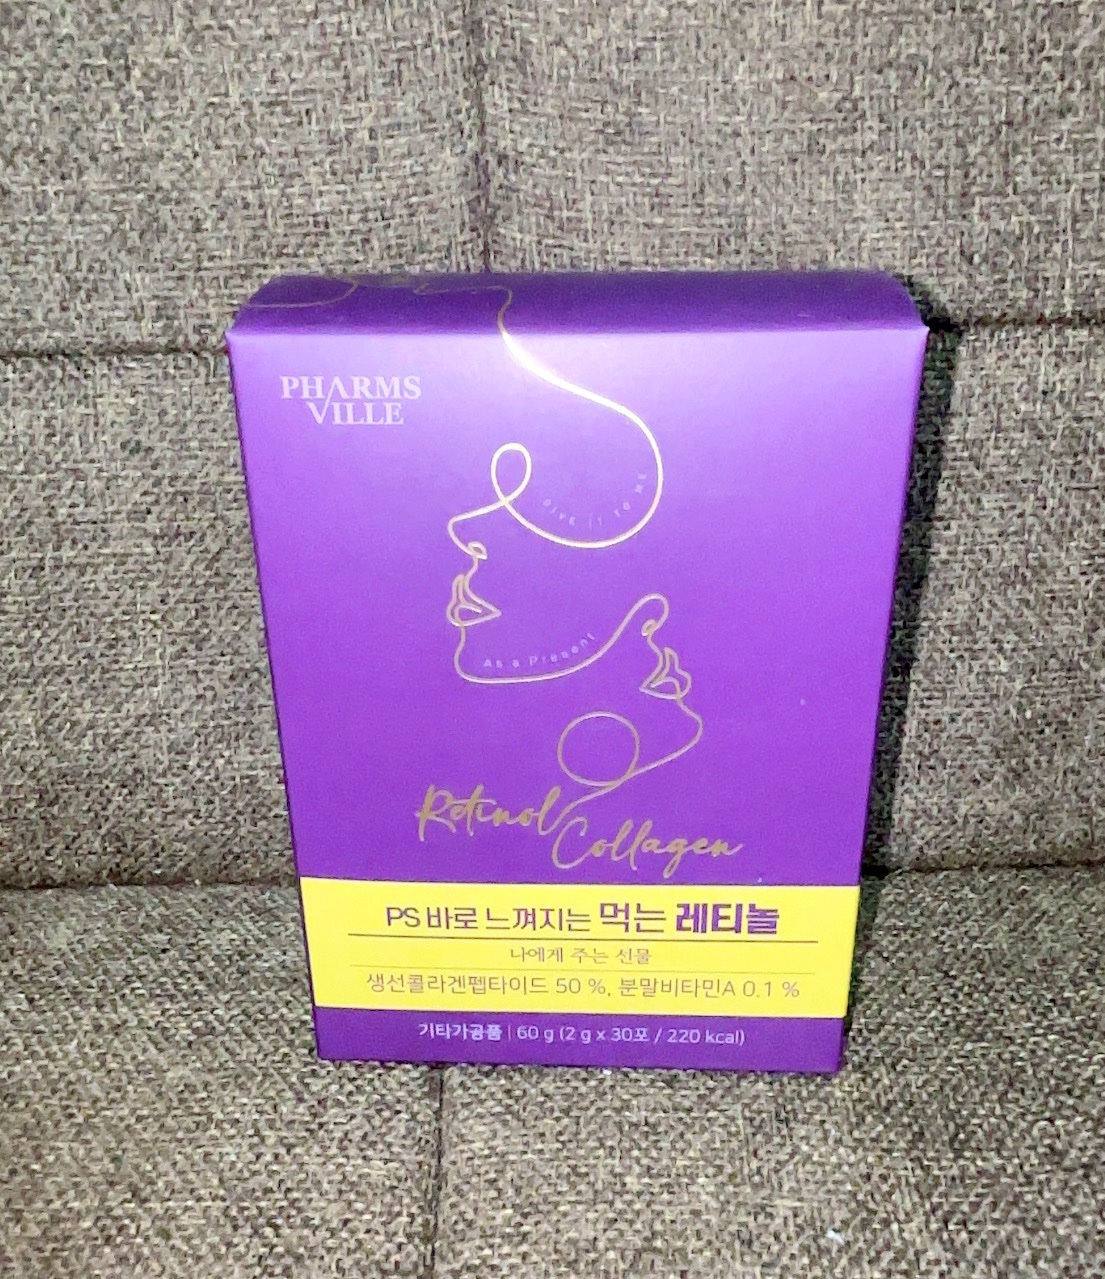 PHARMS
VILLE
GIVE IT TO ME
As a Present
Retinol
Collagen
PS 바로 느껴지는 먹는 레티놀
나에게 주는 선물
생선콜라겐펩타이드 50 %, 분말비타민A 0.1 %
기타가공품 | 60 g (2 g x 30포 / 220 kcal)